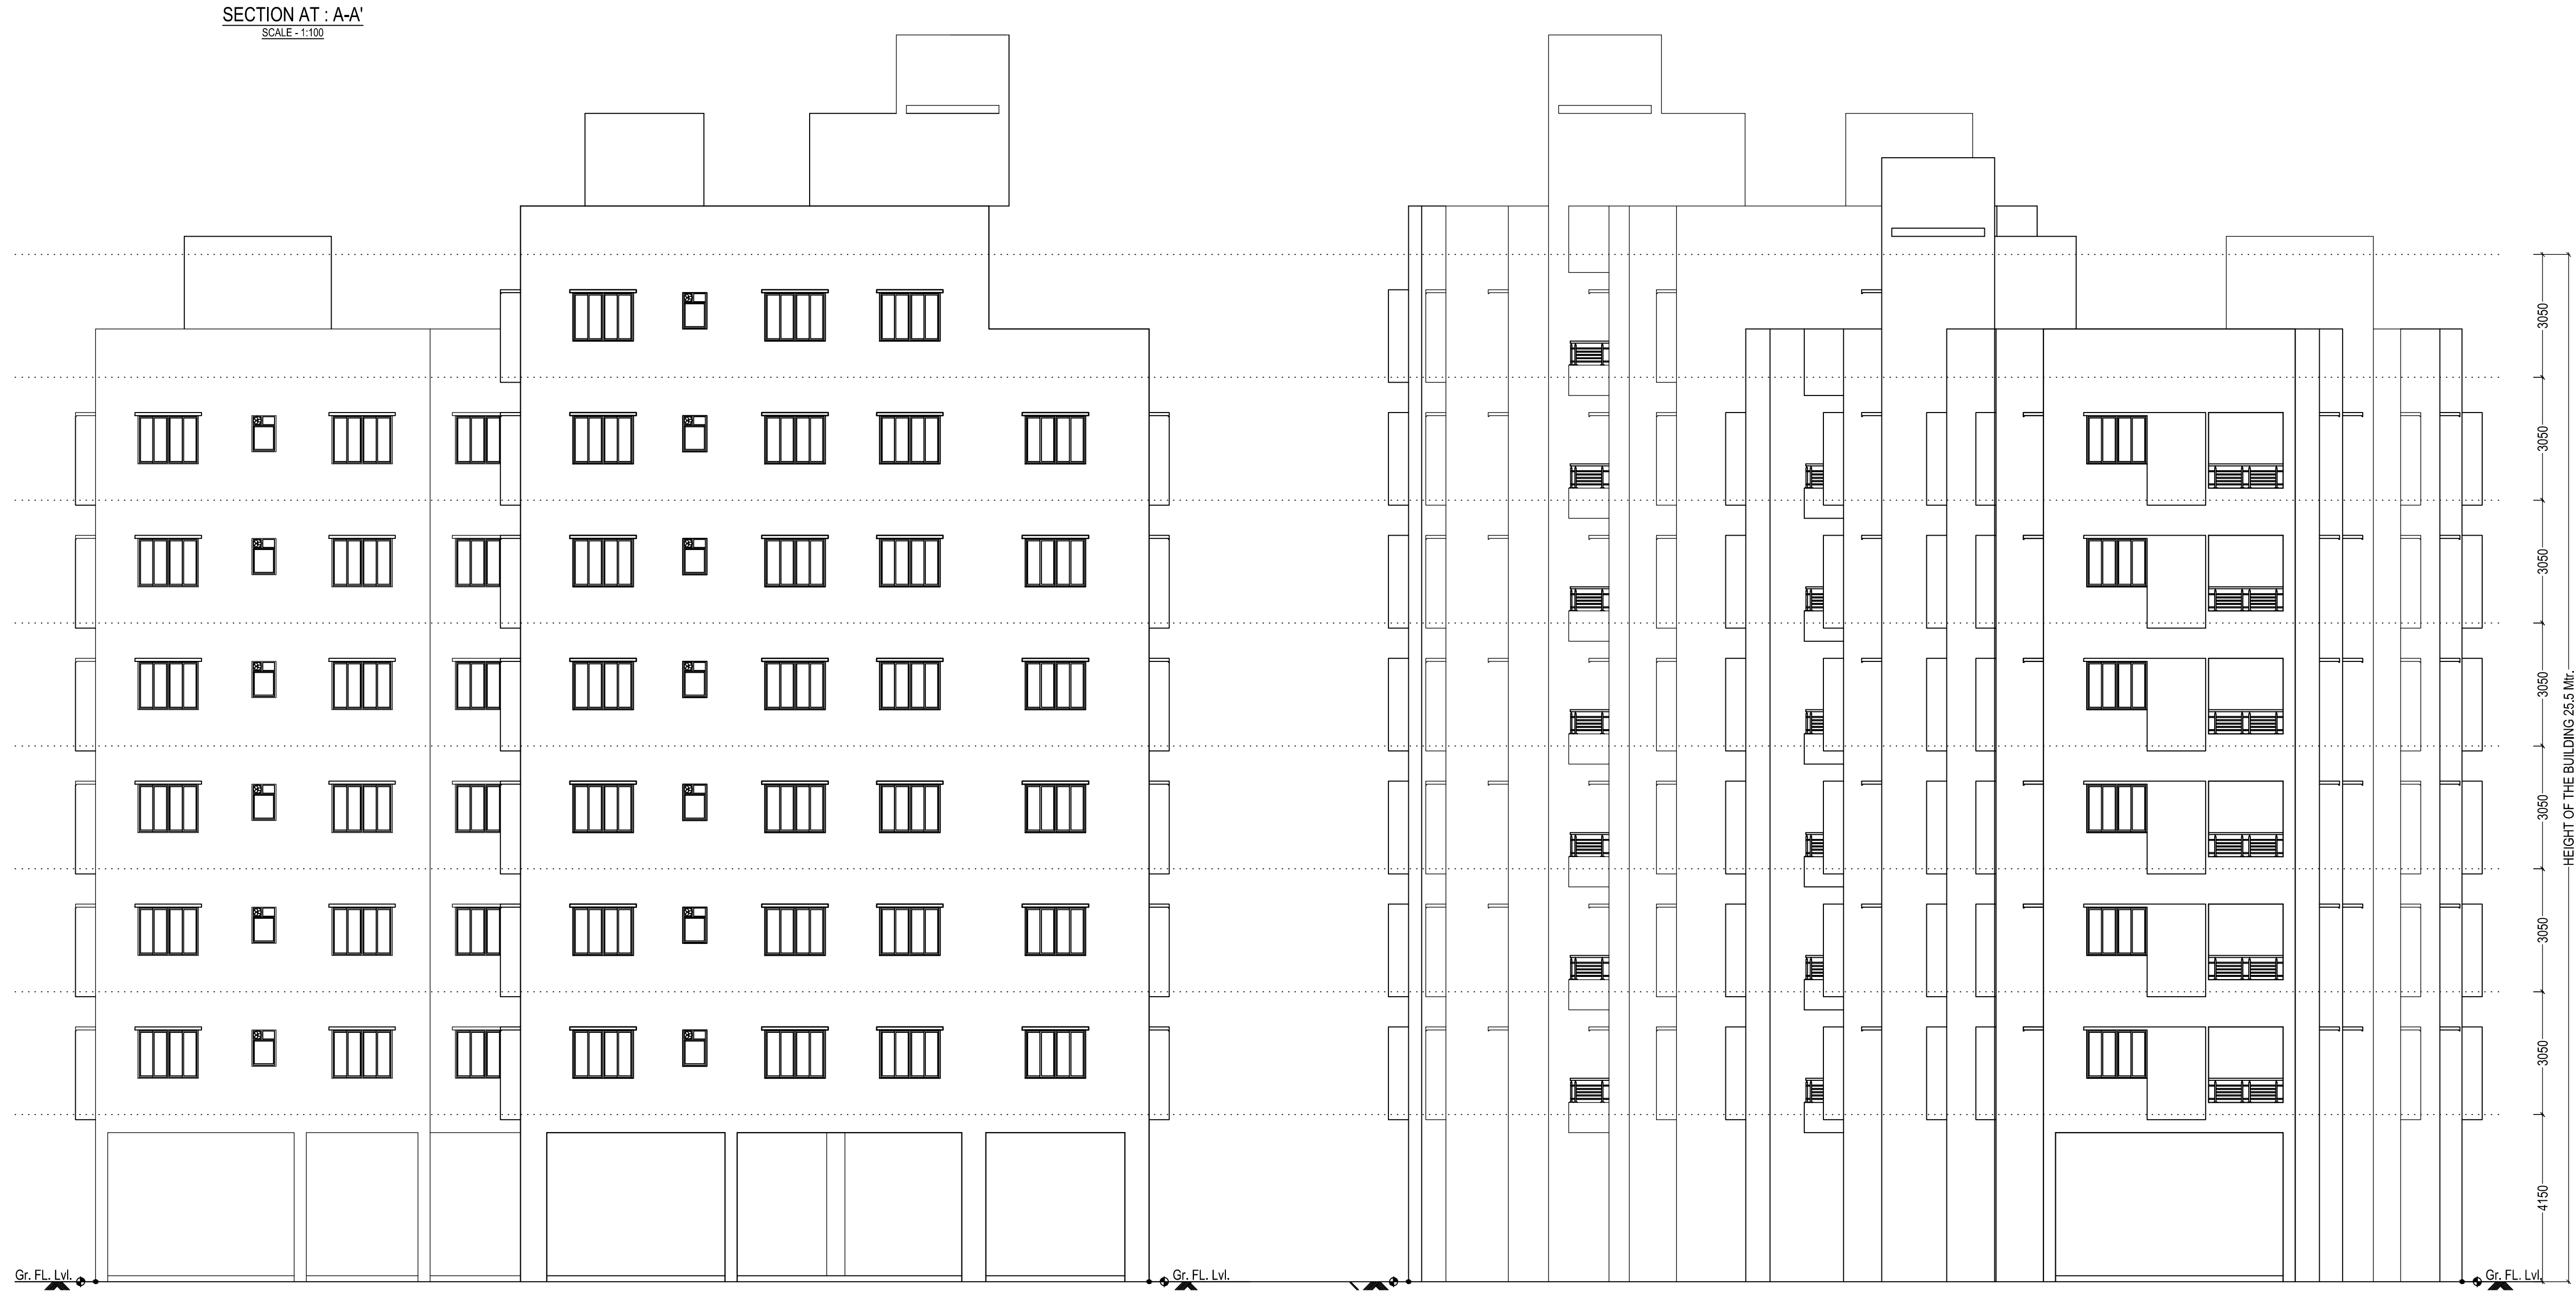 SECTION AT : A-A'
SCALE - 1:100
3050
3050
3050
3050
3050
3050
3050
4150
HEIGHT OF THE BUILDING 25.5 Mtr.
Gr. FL. Lvl.
Gr. FL. Lvl.
Gr. FL. Lvl.